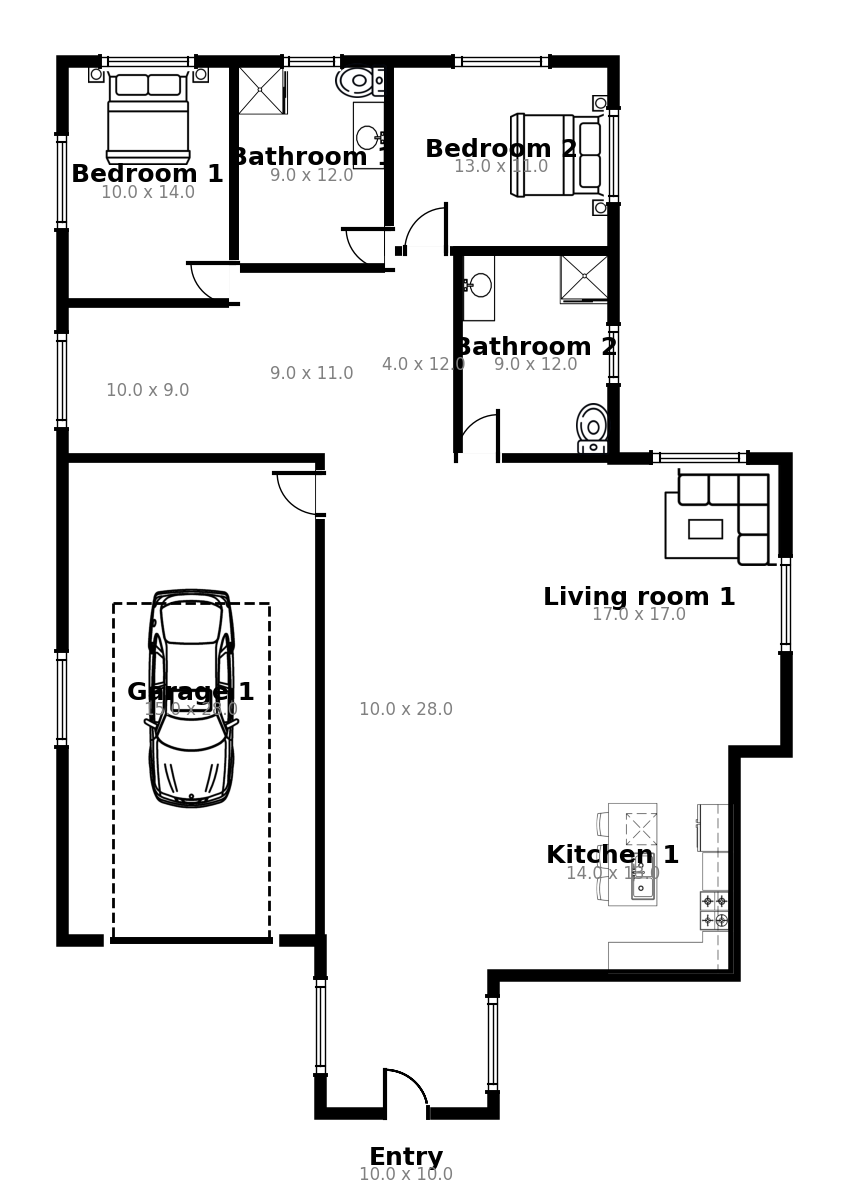 Bedroom 1
10.0 x 14.0
Bathroom 1
9.0 x 12.0
Bedroom 2
13.0 x 11.0
Bathroom 2
9.0 x 12.0
4.0 x 12.0
9.0 x 11.0
10.0 x 9.0
Living room 1
17.0 x 17.0
Garage 1
15.0 x 28.0
10.0 x 28.0
Kitchen 1
14.0 x 13.0
Entry
10.0 x 10.0